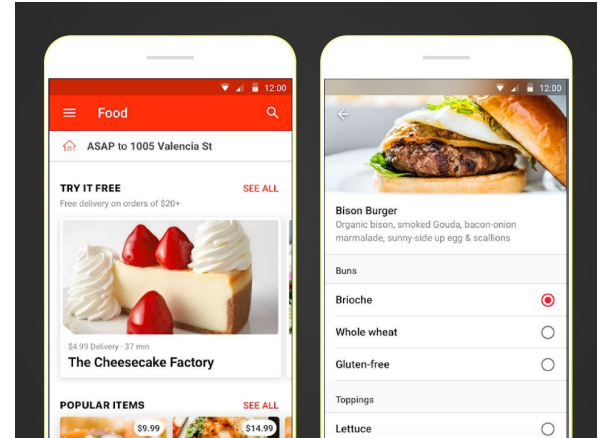 12:00
Food
ASAP to 1005 Valencia St
TRY IT FREE
SEE ALL
Free delivery on orders of $20+
$4.99 Delivery · 37 min
The Cheesecake Factory
POPULAR ITEMS
SEE ALL
$9.99
$14.99
12:00
Bison Burger
Organic bison, smoked Gouda, bacon-onion
marmalade, sunny-side up egg & scallions
Buns
Brioche
Whole wheat
Gluten-free
Toppings
Lettuce